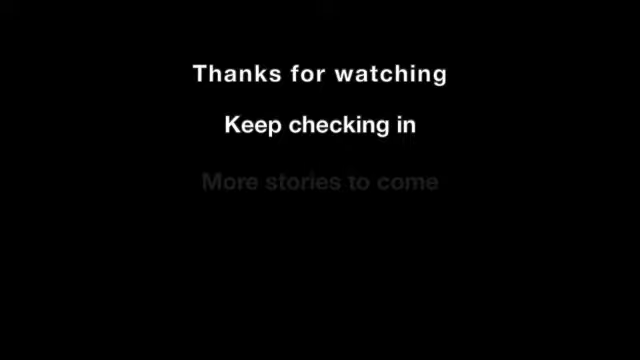 Thanks for watching
Keep checking in
More stories to come